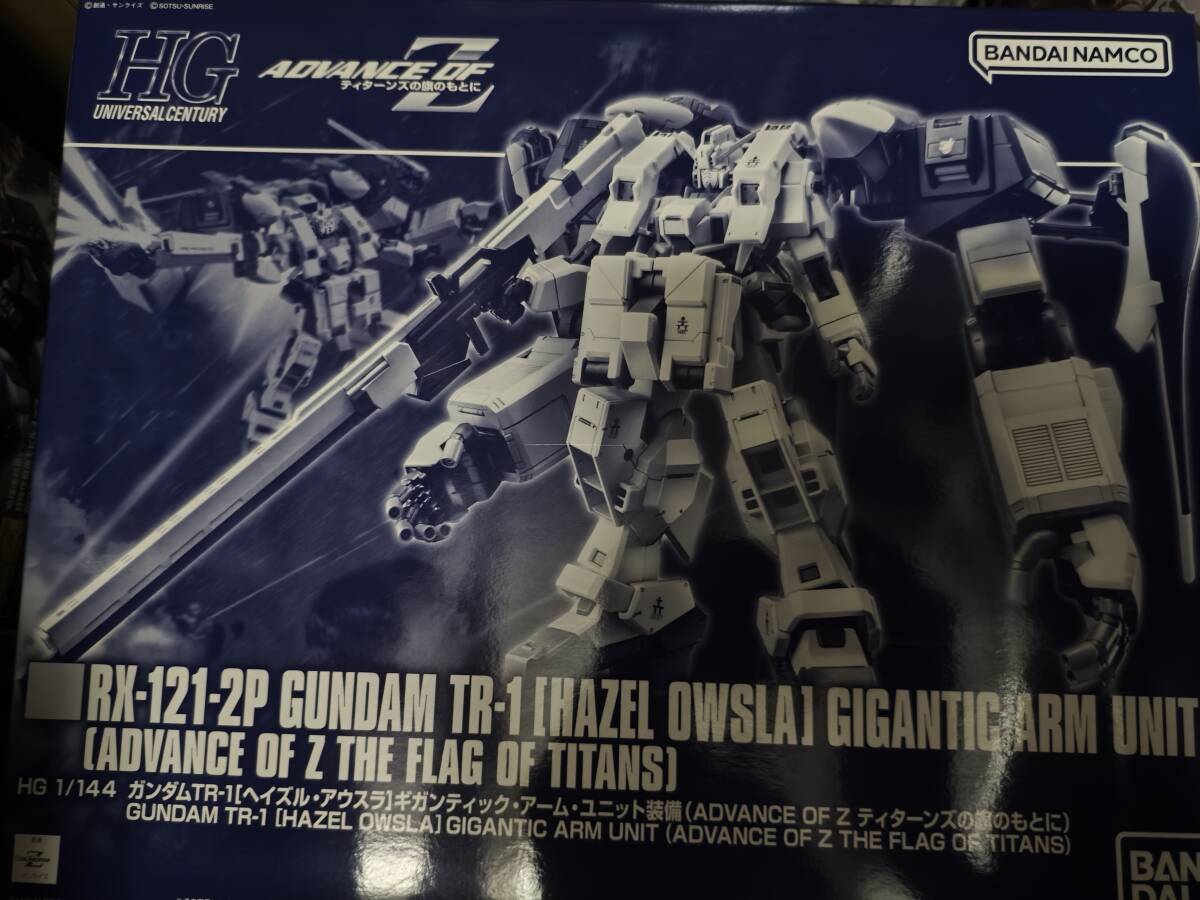 ©創通・サンライズ ©SOTSU・SUNRISE
HG
UNIVERSAL CENTURY
ADVANCE OF Z
ティターンズの旗のもとに
BANDAI NAMCO
RX-121-2P GUNDAM TR-1 [HAZEL OWSLA] GIGANTIC ARM UNIT
(ADVANCE OF Z THE FLAG OF TITANS)
HG 1/144 ガンダムTR-1[ヘイズル・アウスラ]ギガンティック・アーム・ユニット装備(ADVANCE OF Z ティターンズの旗のもとに)
GUNDAM TR-1 [HAZEL OWSLA] GIGANTIC ARM UNIT (ADVANCE OF Z THE FLAG OF TITANS)
BAN
DAI